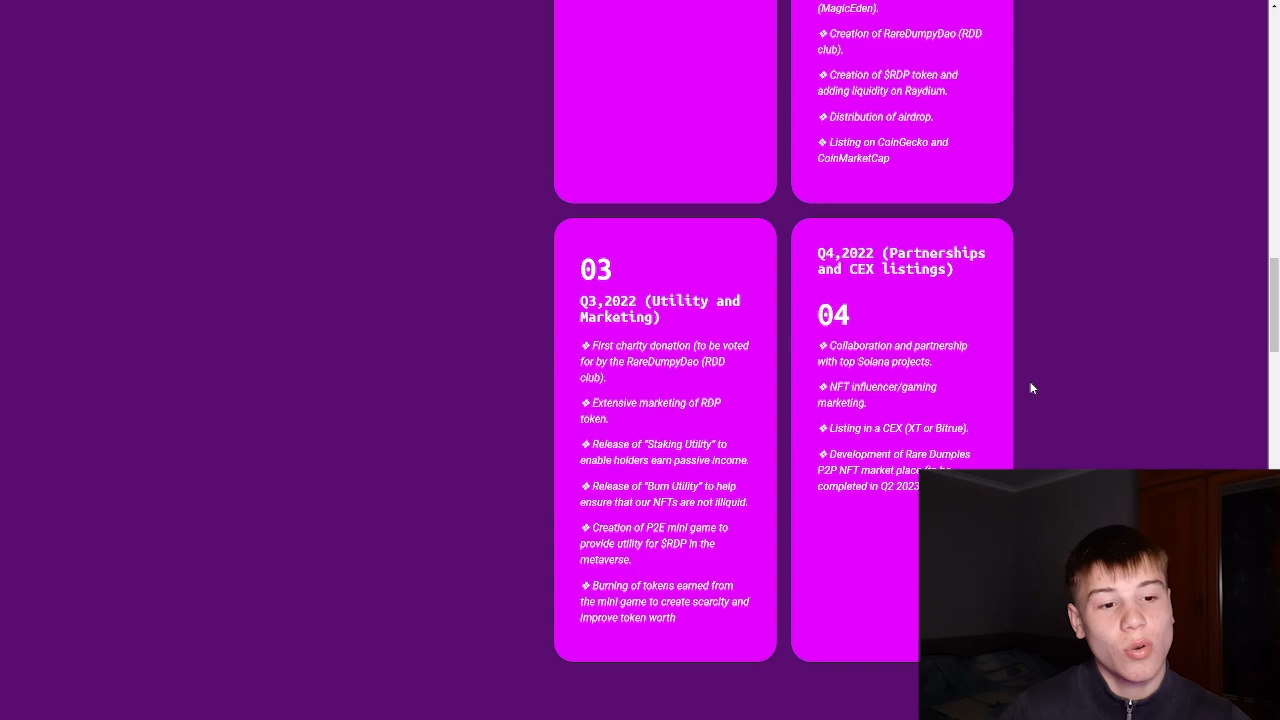 (MagicEden).
❖ Creation of RareDumpyDao (RDD
club).
❖ Creation of $RDP token and
adding liquidity on Raydium.
❖ Distribution of airdrop.
❖ Listing on CoinGecko and
CoinMarketCap
03
Q3,2022 (Utility and
Marketing)
❖ First charity donation (to be voted
for by the RareDumpyDao (RDD
club).
❖ Extensive marketing of RDP
token.
❖ Release of "Staking Utility" to
enable holders earn passive income.
❖ Release of "Burn Utility" to help
ensure that our NFTs are not illiquid.
❖ Creation of P2E mini game to
provide utility for $RDP in the
metaverse.
❖ Burning of tokens earned from
the mini game to create scarcity and
improve token worth
Q4,2022 (Partnerships
and CEX listings)
04
❖ Collaboration and partnership
with top Solana projects.
❖ NFT influencer/gaming
marketing.
❖ Listing in a CEX (XT or Bitrue).
❖ Development of Rare Dumpies
P2P NFT market place (to be
completed in Q2 2023